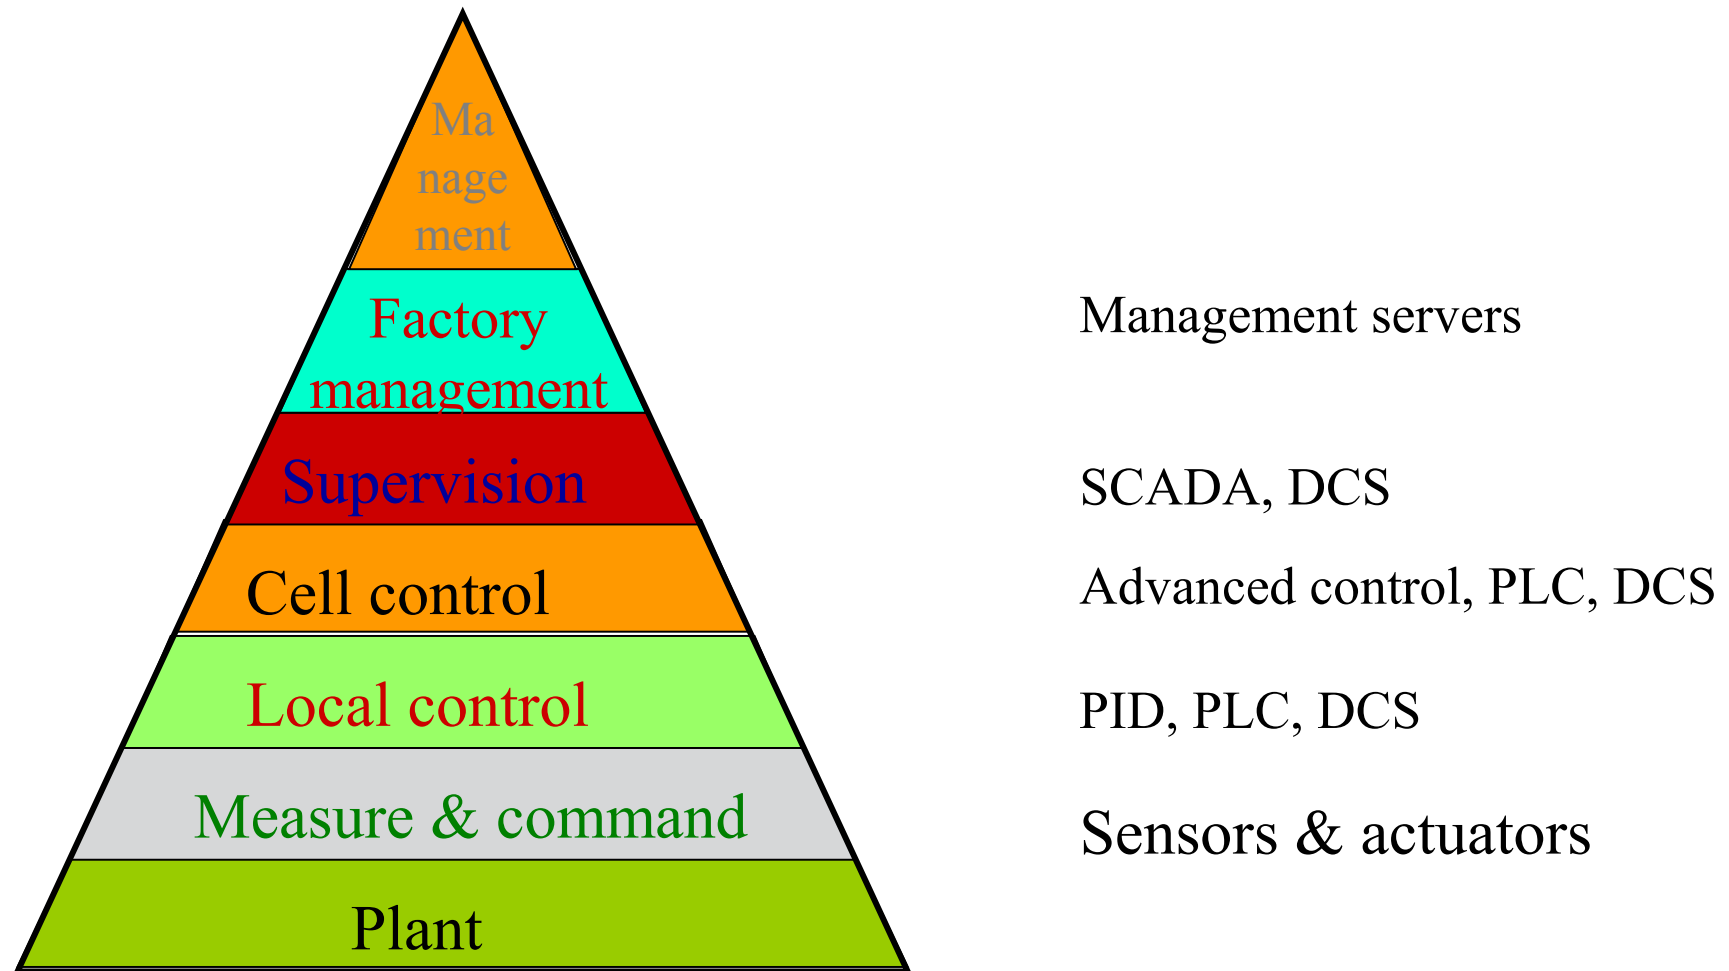 Ma
nage
ment
Factory
management
Management servers
Supervision
SCADA, DCS
Cell control
Advanced control, PLC, DCS
Local control
PID, PLC, DCS
Measure & command
Sensors & actuators
Plant